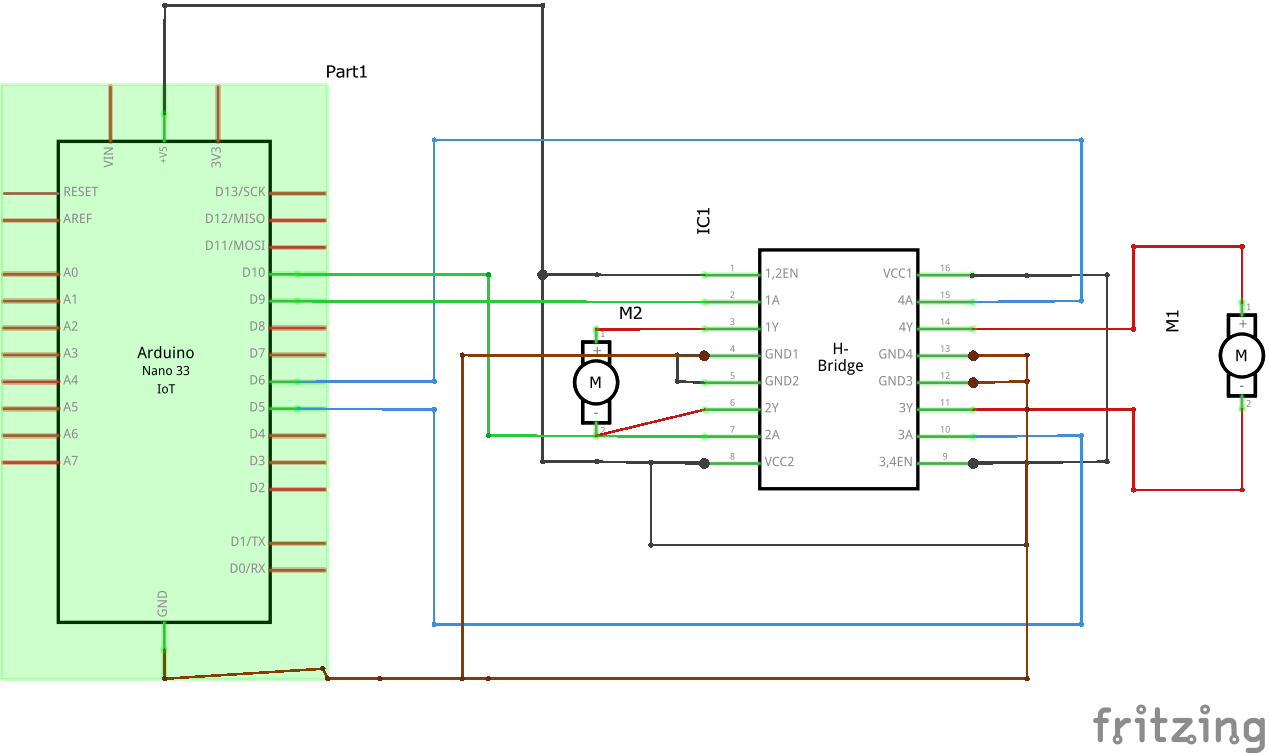 Part1
VIN
+V5
3V3
RESET
AREF
A0
A1
A2
A3
A4
A5
A6
A7
Arduino
Nano 33
IoT
D13/SCK
D12/MISO
D11/MOSI
D10
D9
D8
D7
D6
D5
D4
D3
D2
D1/TX
D0/RX
GND
M2
1
+
M
-
2
IC1
1
2
3
4
5
6
7
8
1,2EN
1A
1Y
GND1
GND2
2Y
2A
VCC2
H-
Bridge
VCC1
4A
4Y
GND4
GND3
3Y
3A
3,4EN
16
15
14
13
12
11
10
9
M1
1
+
M
-
2
fritzing